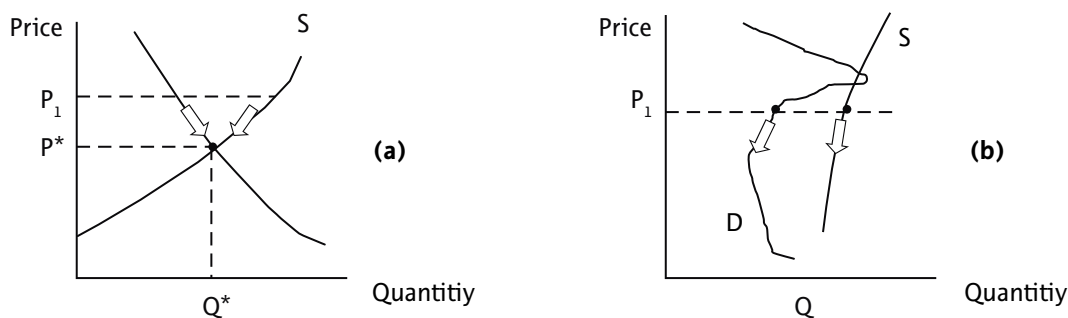 Price
S
P₁
P*
(a)
Q*
Quantitiy
Price
S
P₁
(b)
D
Q
Quantitiy